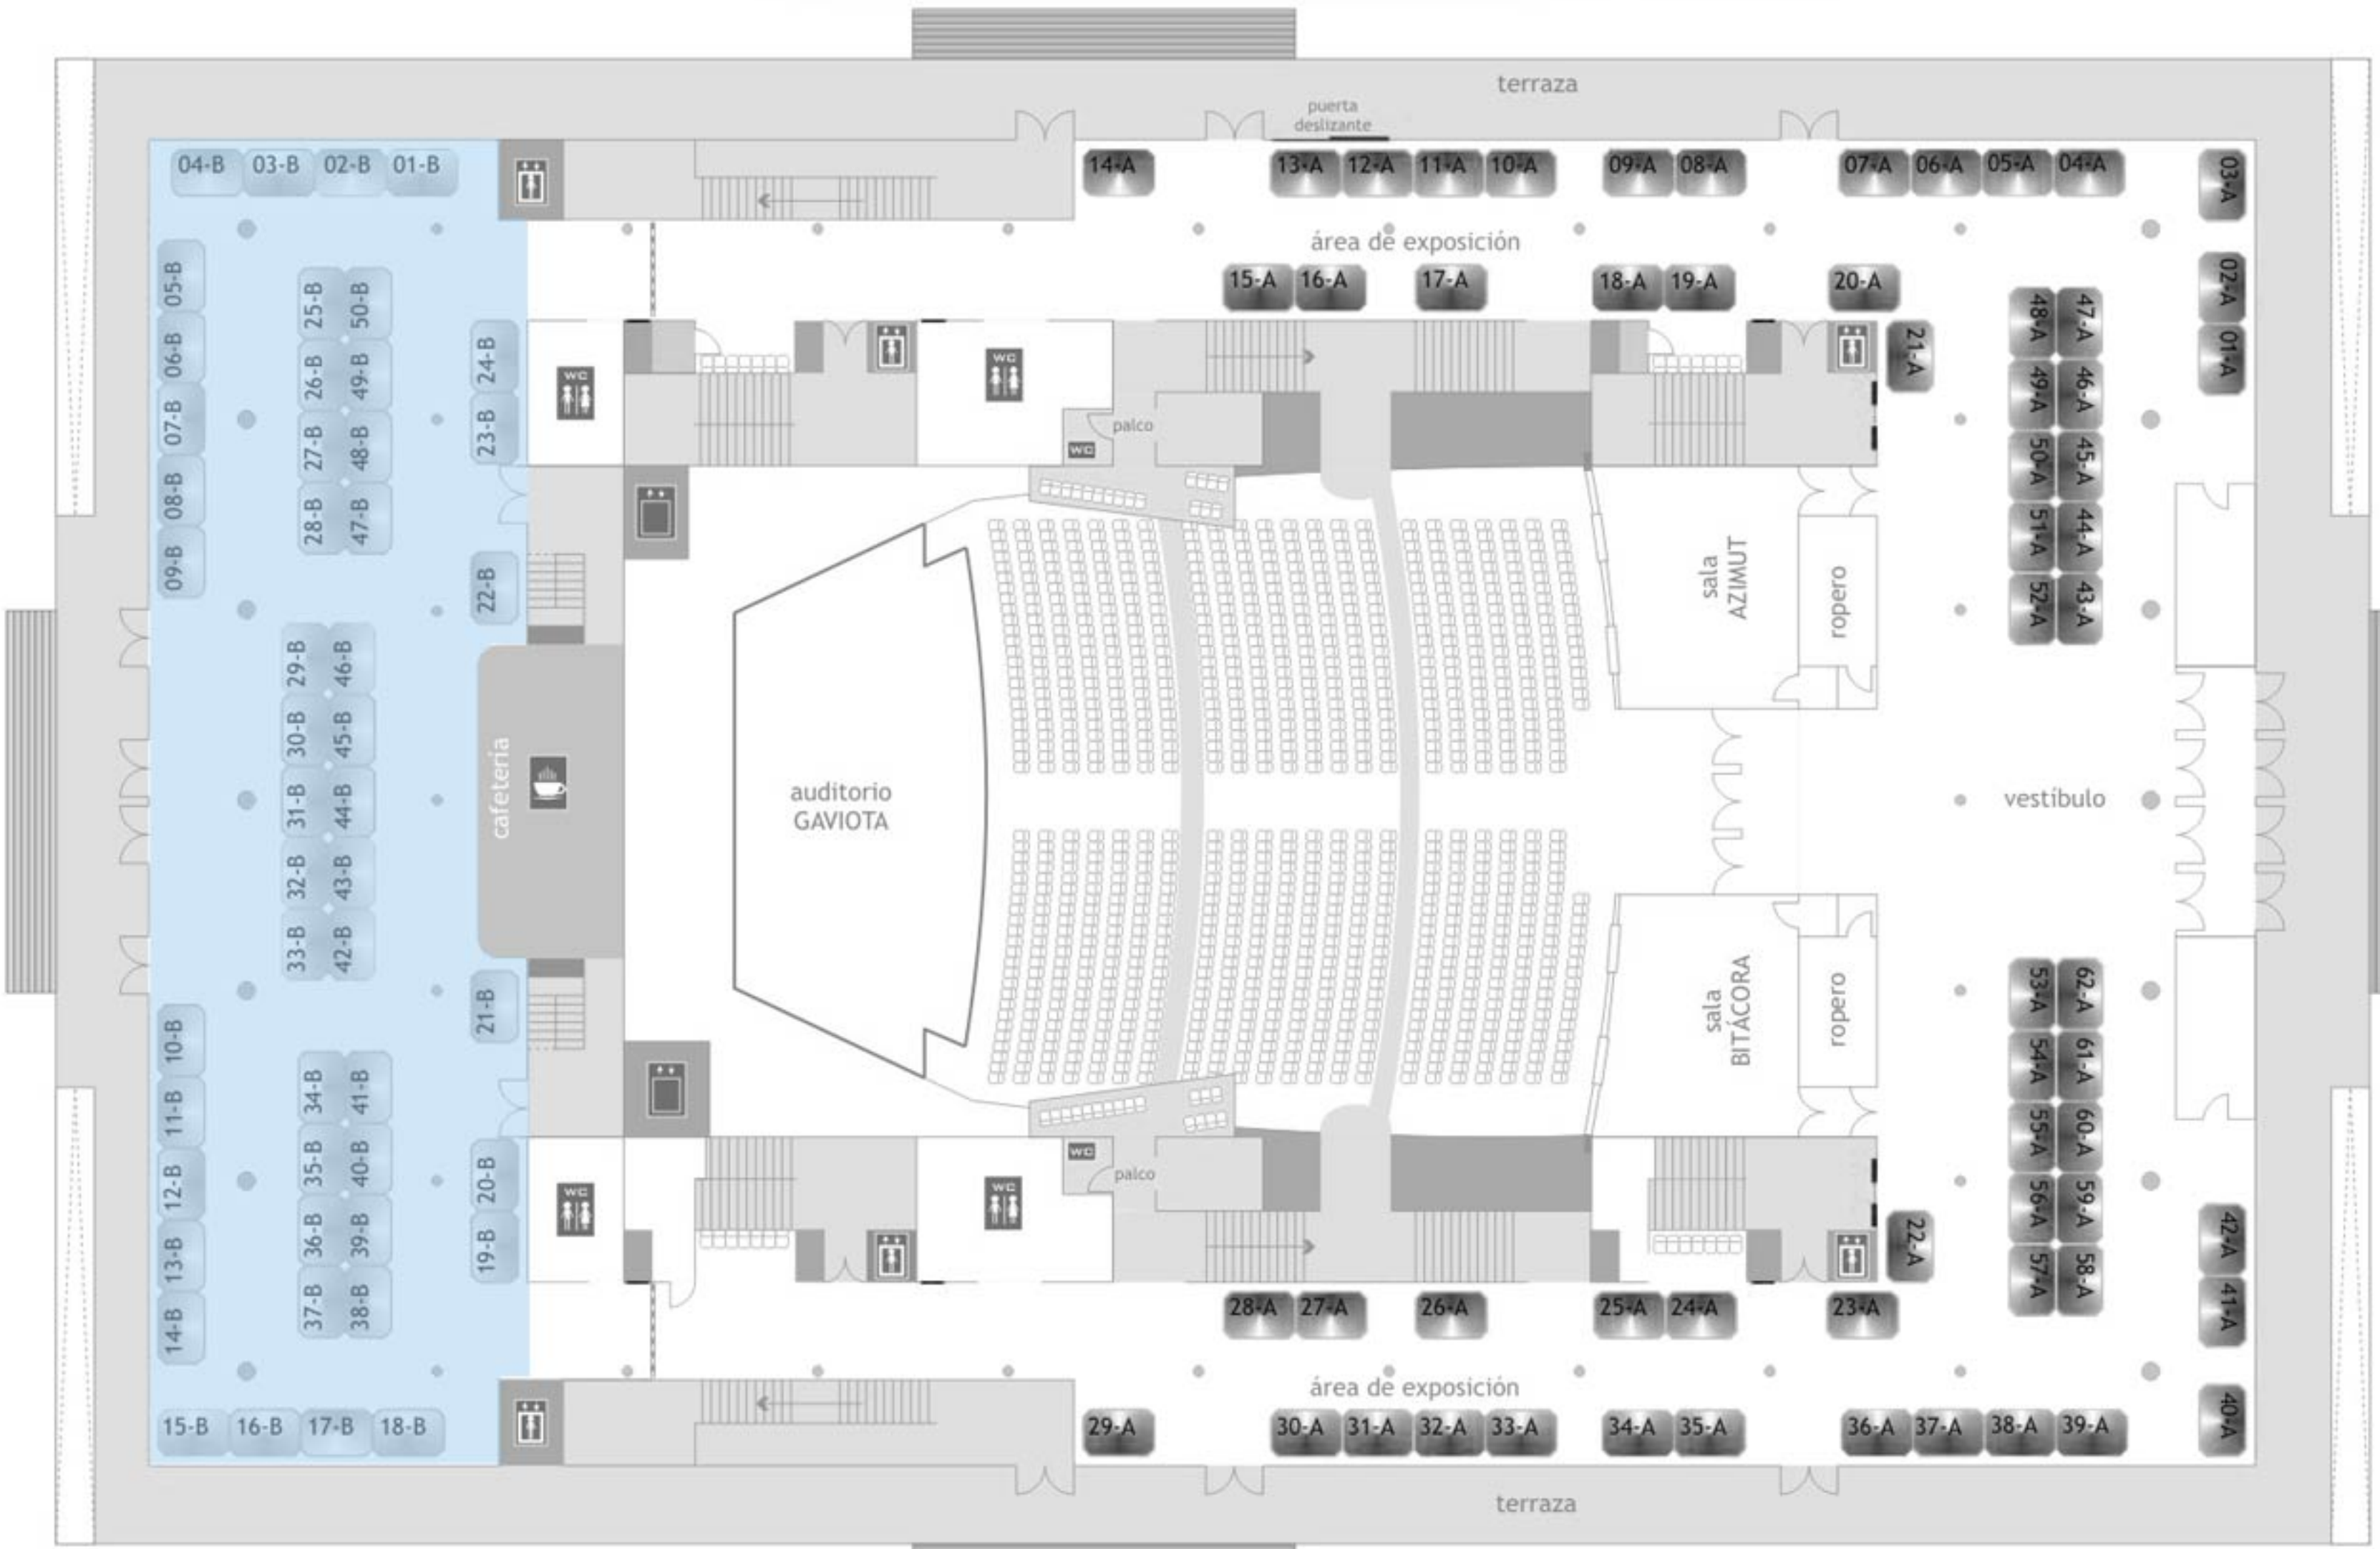 terraza
puerta
deslizante
04-B 03-B 02-B 01-B
14-A 13-A 12-A 11-A 10-A 09-A 08-A 07-A 06-A 05-A 04-A
03-A
área de exposición
15-A 16-A 17-A 18-A 19-A 20-A
21-A
02-A
01-A
05-B
06-B
07-B
08-B
09-B
25-B 50-B
26-B 49-B
27-B 48-B
28-B 47-B
24-B
23-B
22-B
WC
WC
palco
WC
48-A 47-A
49-A 46-A
50-A 45-A
51-A 44-A
52-A 43-A
sala
AZIMUT
ropero
29-B 46-B
30-B 45-B
31-B 44-B
32-B 43-B
33-B 42-B
cafeteria
auditorio
GAVIOTA
vestíbulo
sala
BITÁCORA
ropero
21-B
10-B
11-B
12-B
13-B
14-B
34-B 41-B
35-B 40-B
36-B 39-B
37-B 38-B
20-B
19-B
WC
WC
WC
palco
53-A 62-A
54-A 61-A
55-A 60-A
56-A 59-A
57-A 58-A
22-A
42-A
41-A
40-A
28-A 27-A 26-A 25-A 24-A 23-A
área de exposición
15-B 16-B 17-B 18-B
29-A 30-A 31-A 32-A 33-A 34-A 35-A 36-A 37-A 38-A 39-A
terraza